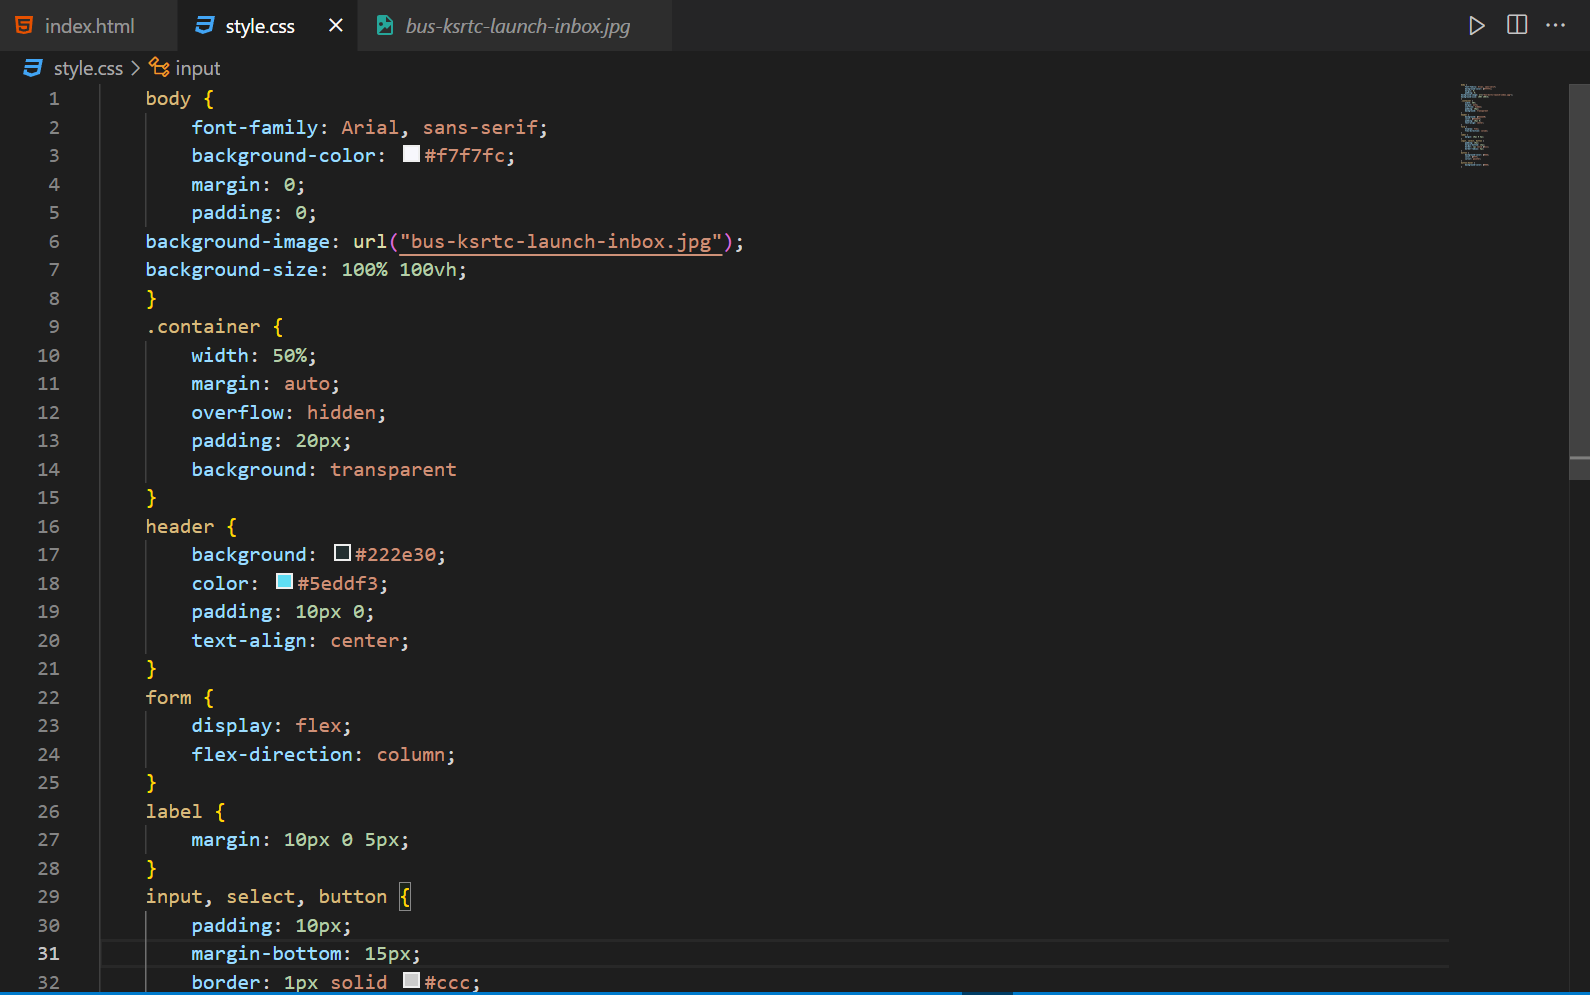 index.html style.css bus-ksrtc-launch-inbox.jpg
style.css > input
1 body {
2 font-family: Arial, sans-serif;
3 background-color: #f7f7fc;
4 margin: 0;
5 padding: 0;
6 background-image: url("bus-ksrtc-launch-inbox.jpg");
7 background-size: 100% 100vh;
8 }
9 .container {
10 width: 50%;
11 margin: auto;
12 overflow: hidden;
13 padding: 20px;
14 background: transparent
15 }
16 header {
17 background: #222e30;
18 color: #5eddf3;
19 padding: 10px 0;
20 text-align: center;
21 }
22 form {
23 display: flex;
24 flex-direction: column;
25 }
26 label {
27 margin: 10px 0 5px;
28 }
29 input, select, button {
30 padding: 10px;
31 margin-bottom: 15px;
32 border: 1px solid #ccc;